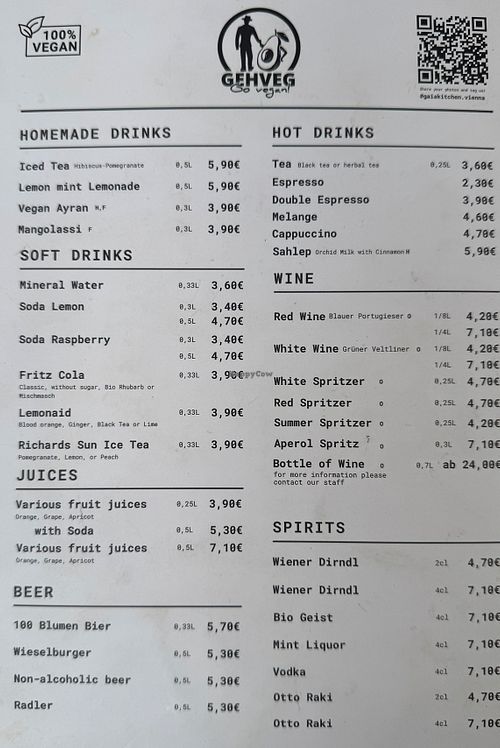 100%
VEGAN
GEHVEG
Go vegan!
Share your photos and tag us!
@gaiakitchen.vienna
HOMEMADE DRINKS
Iced Tea Hibiscus-Pomegranate 0,5L 5,90€
Lemon mint Lemonade 0,5L 5,90€
Vegan Ayran H,F 0,3L 3,90€
Mangolassi F 0,3L 3,90€
SOFT DRINKS
Mineral Water 0,33L 3,60€
Soda Lemon 0,3L 3,40€
0,5L 4,70€
Soda Raspberry 0,3L 3,40€
0,5L 4,70€
Fritz Cola 0,33L 3,90€
Classic, without sugar, Bio Rhubarb or
Mischmasch
Lemonaid 0,33L 3,90€
Blood orange, Ginger, Black Tea or Lime
Richards Sun Ice Tea 0,33L 3,90€
Pomegranate, Lemon, or Peach
JUICES
Various fruit juices 0,25L 3,90€
Orange, Grape, Apricot
with Soda 0,5L 5,30€
Various fruit juices 0,5L 7,10€
Orange, Grape, Apricot
BEER
100 Blumen Bier 0,33L 5,70€
Wieselburger 0,5L 5,30€
Non-alcoholic beer 0,5L 5,30€
Radler 0,5L 5,30€
HOT DRINKS
Tea Black tea or herbal tea 0,25L 3,60€
Espresso 2,30€
Double Espresso 3,90€
Melange 4,60€
Cappuccino 4,70€
Sahlep Orchid Milk with Cinnamon H 5,90€
WINE
Red Wine Blauer Portugieser o 1/8L 4,20€
1/4L 7,10€
White Wine Grüner Veltliner o 1/8L 4,20€
1/4L 7,10€
White Spritzer o 0,25L 4,70€
Red Spritzer o 0,25L 4,70€
Summer Spritzer o 0,25L 4,20€
Aperol Spritz o 0,3L 7,10€
Bottle of Wine o 0,7L ab 24,00€
for more information please
contact our staff
SPIRITS
Wiener Dirndl 2cl 4,70€
Wiener Dirndl 4cl 7,10€
Bio Geist 4cl 7,10€
Mint Liquor 4cl 7,10€
Vodka 4cl 7,10€
Otto Raki 2cl 4,70€
Otto Raki 4cl 7,10€